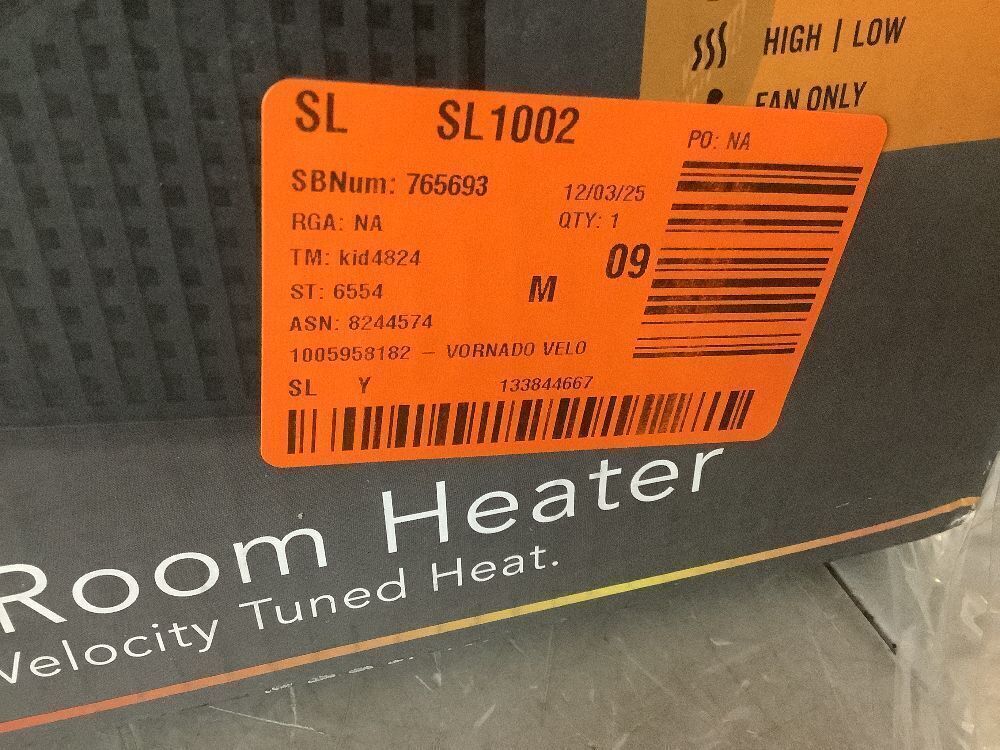 HIGH | LOW
FAN ONLY
SL SL1002
PO: NA
SBNum: 765693 12/03/25
RGA: NA QTY: 1
TM: kid4824 09
ST: 6554 M
ASN: 8244574
1005958182 – VORNADO VELO
SL Y 133844667
Room Heater
Velocity Tuned Heat.